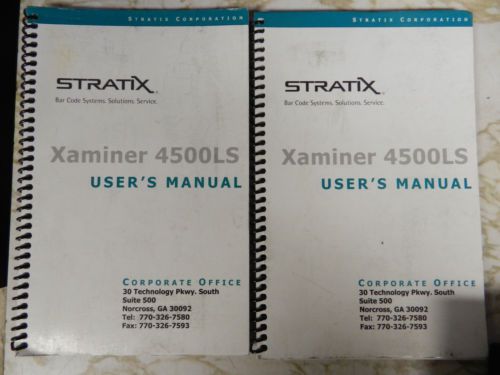 STRATIX CORPORATION
STRATIX®
Bar Code Systems. Solutions. Service.
Xaminer 4500LS
USER'S MANUAL
CORPORATE OFFICE
30 Technology Pkwy. South
Suite 500
Norcross, GA 30092
Tel: 770-326-7580
Fax: 770-326-7593
STRATIX CORPORATION
STRATIX®
Bar Code Systems. Solutions. Service.
Xaminer 4500LS
USER'S MANUAL
CORPORATE OFFICE
30 Technology Pkwy. South
Suite 500
Norcross, GA 30092
Tel: 770-326-7580
Fax: 770-326-7593